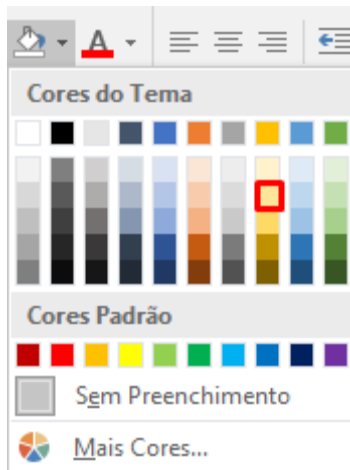 A
Cores do Tema
Cores Padrão
Sem Preenchimento
Mais Cores...